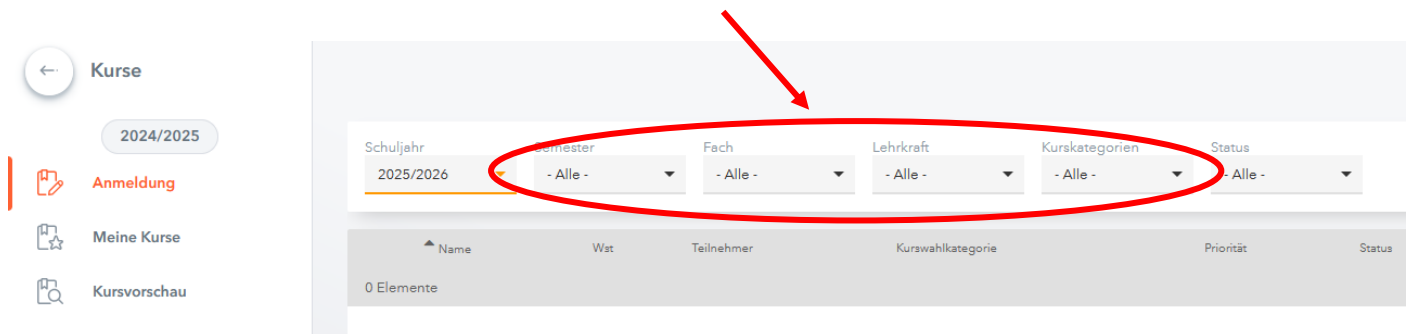 Kurse
2024/2025
Anmeldung
Meine Kurse
Kursvorschau
Schuljahr Semester Fach Lehrkraft Kurskategorien Status
2025/2026 - Alle - - Alle - - Alle - - Alle - - Alle -
Name Wst Teilnehmer Kurswahlkategorie Priorität Status
0 Elemente